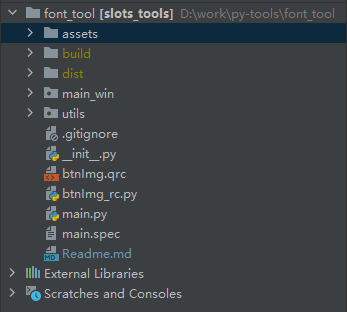 font_tool [slots_tools] D:\work\py-tools\font_tool
assets
build
dist
main_win
utils
.gitignore
__init__.py
btnImg.qrc
btnImg_rc.py
main.py
main.spec
Readme.md
External Libraries
Scratches and Consoles